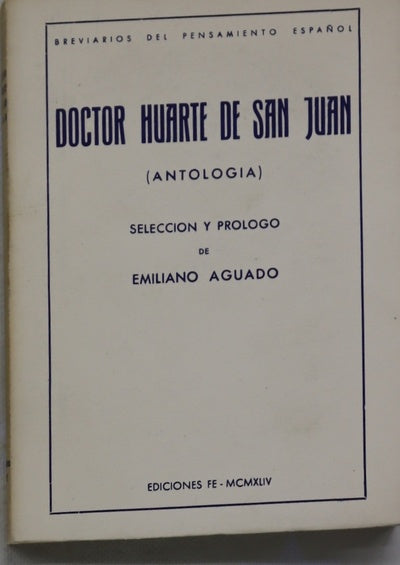 BREVIARIOS DEL PENSAMIENTO ESPAÑOL
DOCTOR HUARTE DE SAN JUAN
(ANTOLOGIA)
SELECCION Y PROLOGO
DE
EMILIANO AGUADO
EDICIONES FE - MCMXLIV